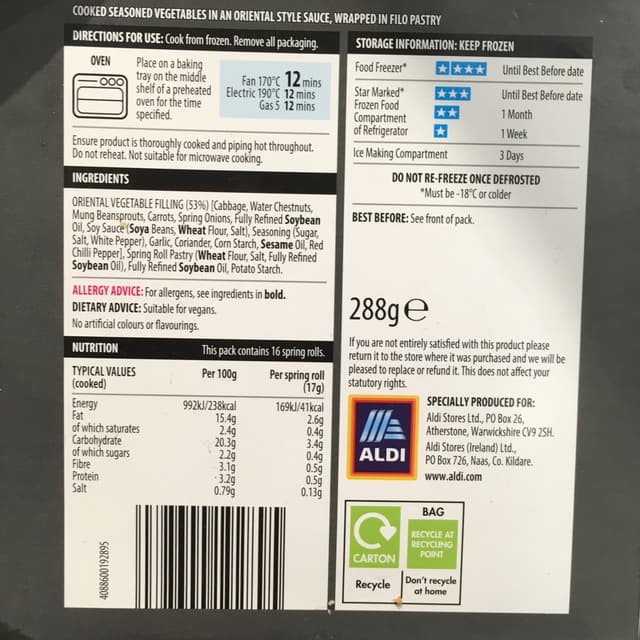 COOKED SEASONED VEGETABLES IN AN ORIENTAL STYLE SAUCE, WRAPPED IN FILO PASTRY
DIRECTIONS FOR USE: Cook from frozen. Remove all packaging.
OVEN
Place on a baking
tray on the middle
shelf of a preheated
oven for the time
specified.
Fan 170°C 12 mins
Electric 190°C 12 mins
Gas 5 12 mins
Ensure product is thoroughly cooked and piping hot throughout.
Do not reheat. Not suitable for microwave cooking.
INGREDIENTS
ORIENTAL VEGETABLE FILLING (53%) [Cabbage, Water Chestnuts,
Mung Beansprouts, Carrots, Spring Onions, Fully Refined Soybean
Oil, Soy Sauce (Soya Beans, Wheat Flour, Salt), Seasoning (Sugar,
Salt, White Pepper), Garlic, Coriander, Corn Starch, Sesame Oil, Red
Chilli Pepper], Spring Roll Pastry (Wheat Flour, Salt, Fully Refined
Soybean Oil), Fully Refined Soybean Oil, Potato Starch.
ALLERGY ADVICE: For allergens, see ingredients in bold.
DIETARY ADVICE: Suitable for vegans.
No artificial colours or flavourings.
NUTRITION This pack contains 16 spring rolls.
TYPICAL VALUES Per 100g Per spring roll
(cooked) (17g)
Energy 992kJ/238kcal 169kJ/41kcal
Fat 15.4g 2.6g
of which saturates 2.4g 0.4g
Carbohydrate 20.3g 3.4g
of which sugars 2.2g 0.4g
Fibre 3.1g 0.5g
Protein 3.2g 0.5g
Salt 0.79g 0.13g
4088600192895
STORAGE INFORMATION: KEEP FROZEN
Food Freezer* Until Best Before date
Star Marked* Until Best Before date
Frozen Food
Compartment 1 Month
of Refrigerator 1 Week
Ice Making Compartment 3 Days
DO NOT RE-FREEZE ONCE DEFROSTED
*Must be -18°C or colder
BEST BEFORE: See front of pack.
288g e
If you are not entirely satisfied with this product please
return it to the store where it was purchased and we will be
pleased to replace or refund it. This does not affect your
statutory rights.
ALDI
SPECIALLY PRODUCED FOR:
Aldi Stores Ltd., PO Box 26,
Atherstone, Warwickshire CV9 2SH.
Aldi Stores (Ireland) Ltd.,
PO Box 726, Naas, Co. Kildare.
www.aldi.com
CARTON
Recycle
BAG
RECYCLE AT
RECYCLING
POINT
Don't recycle
at home